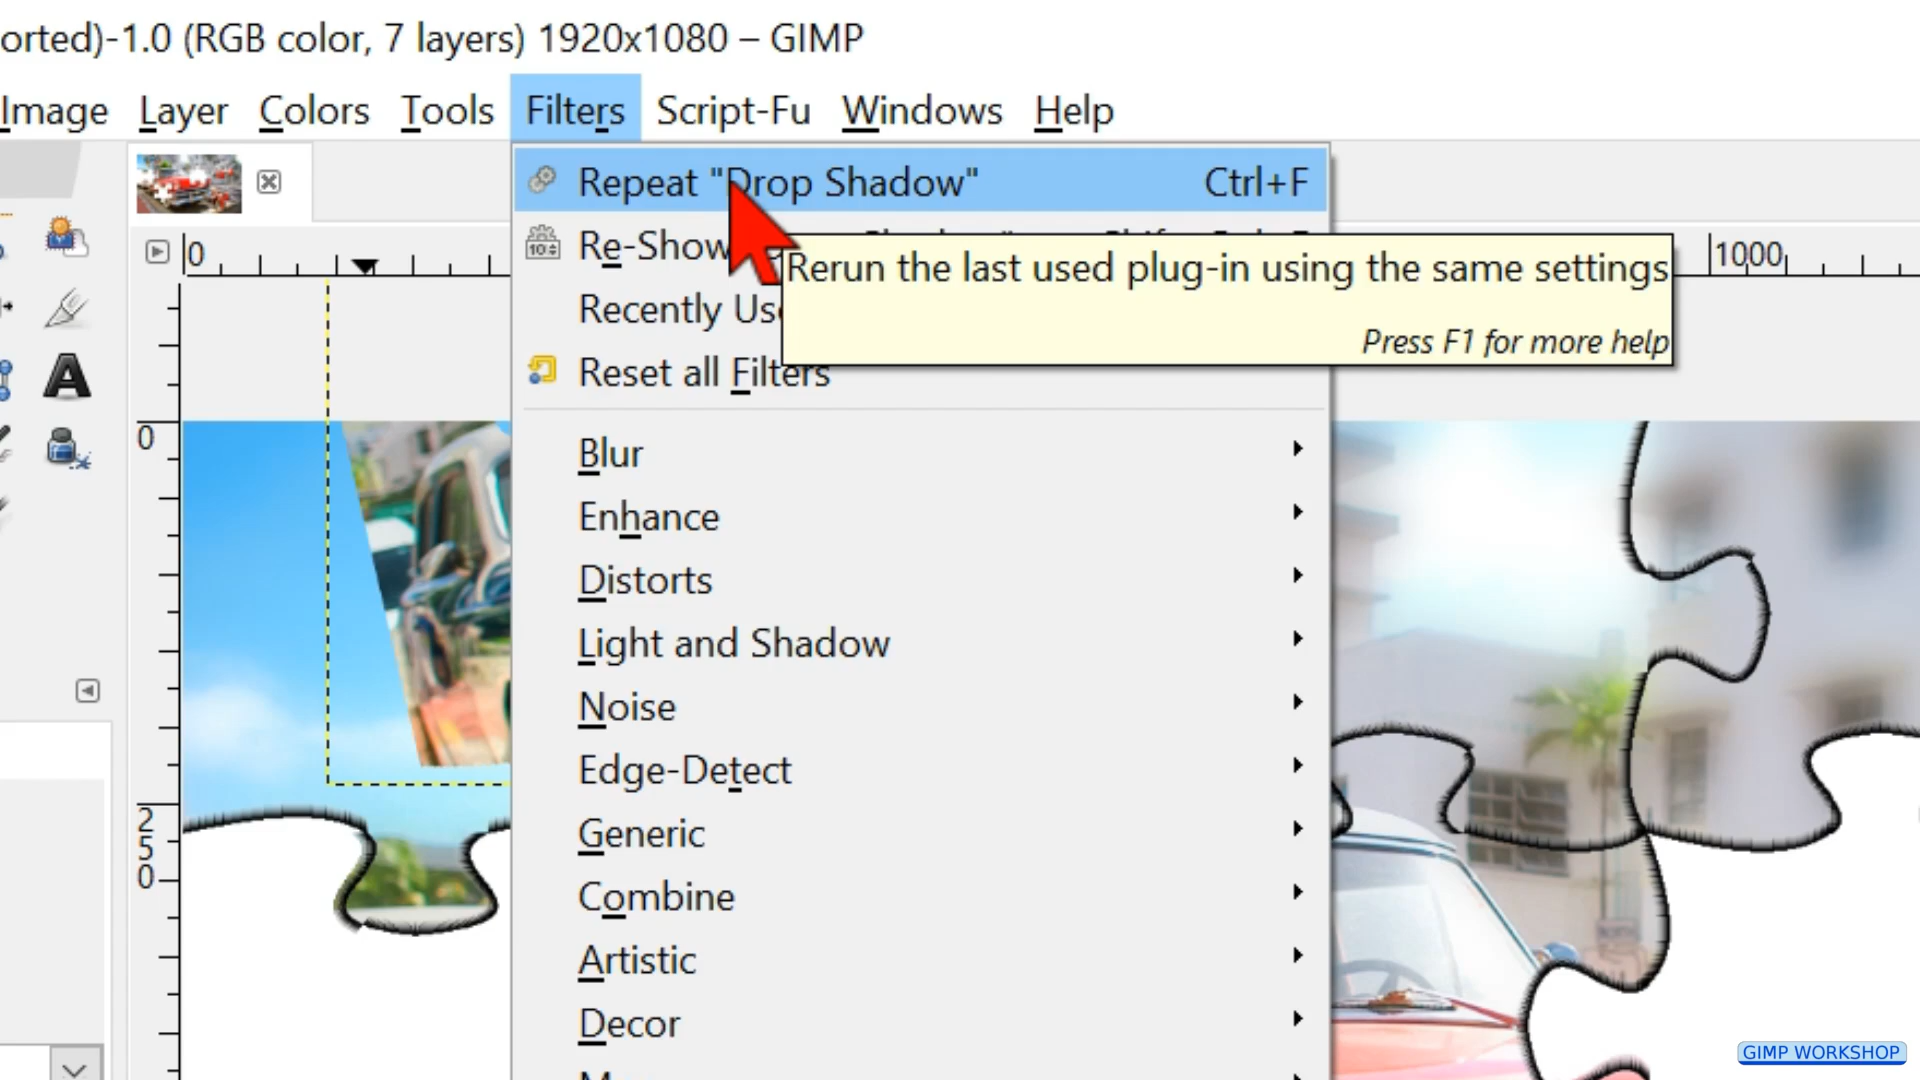 orted)-1.0 (RGB color, 7 layers) 1920x1080 – GIMP
Image Layer Colors Tools Filters Script-Fu Windows Help
Repeat "Drop Shadow" Ctrl+F
Re-Show
Rerun the last used plug-in using the same settings
Press F1 for more help
Recently Us
Reset all Filters
Blur
Enhance
Distorts
Light and Shadow
Noise
Edge-Detect
Generic
Combine
Artistic
Decor
0
1000
0
250
GIMP WORKSHOP